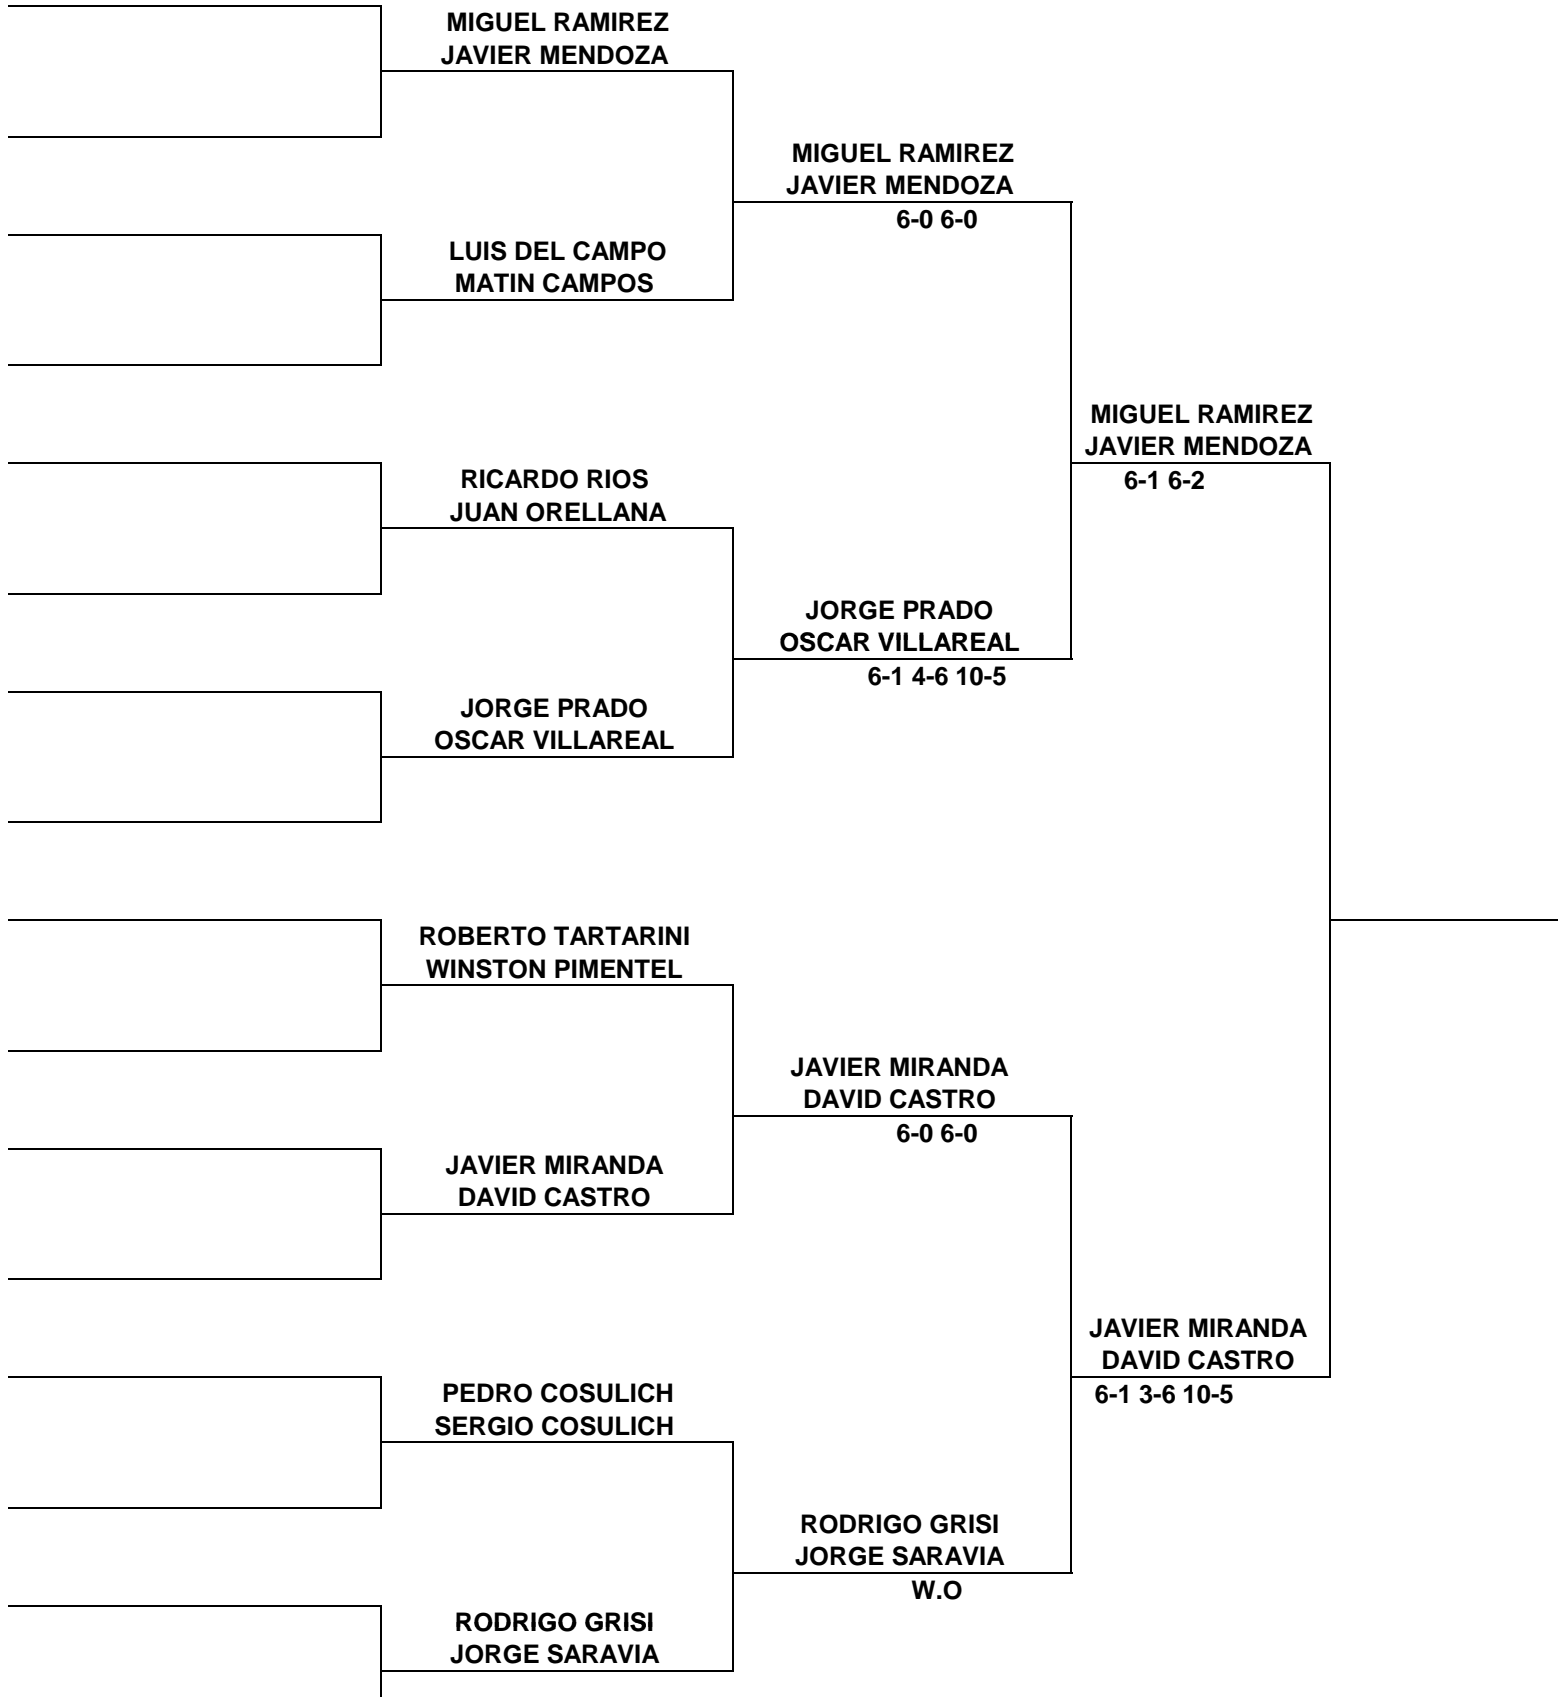 MIGUEL RAMIREZ
JAVIER MENDOZA
MIGUEL RAMIREZ
JAVIER MENDOZA
6-0 6-0
LUIS DEL CAMPO
MATIN CAMPOS
MIGUEL RAMIREZ
JAVIER MENDOZA
6-1 6-2
RICARDO RIOS
JUAN ORELLANA
JORGE PRADO
OSCAR VILLAREAL
6-1 4-6 10-5
JORGE PRADO
OSCAR VILLAREAL
ROBERTO TARTARINI
WINSTON PIMENTEL
JAVIER MIRANDA
DAVID CASTRO
6-0 6-0
JAVIER MIRANDA
DAVID CASTRO
JAVIER MIRANDA
DAVID CASTRO
6-1 3-6 10-5
PEDRO COSULICH
SERGIO COSULICH
RODRIGO GRISI
JORGE SARAVIA
W.O
RODRIGO GRISI
JORGE SARAVIA